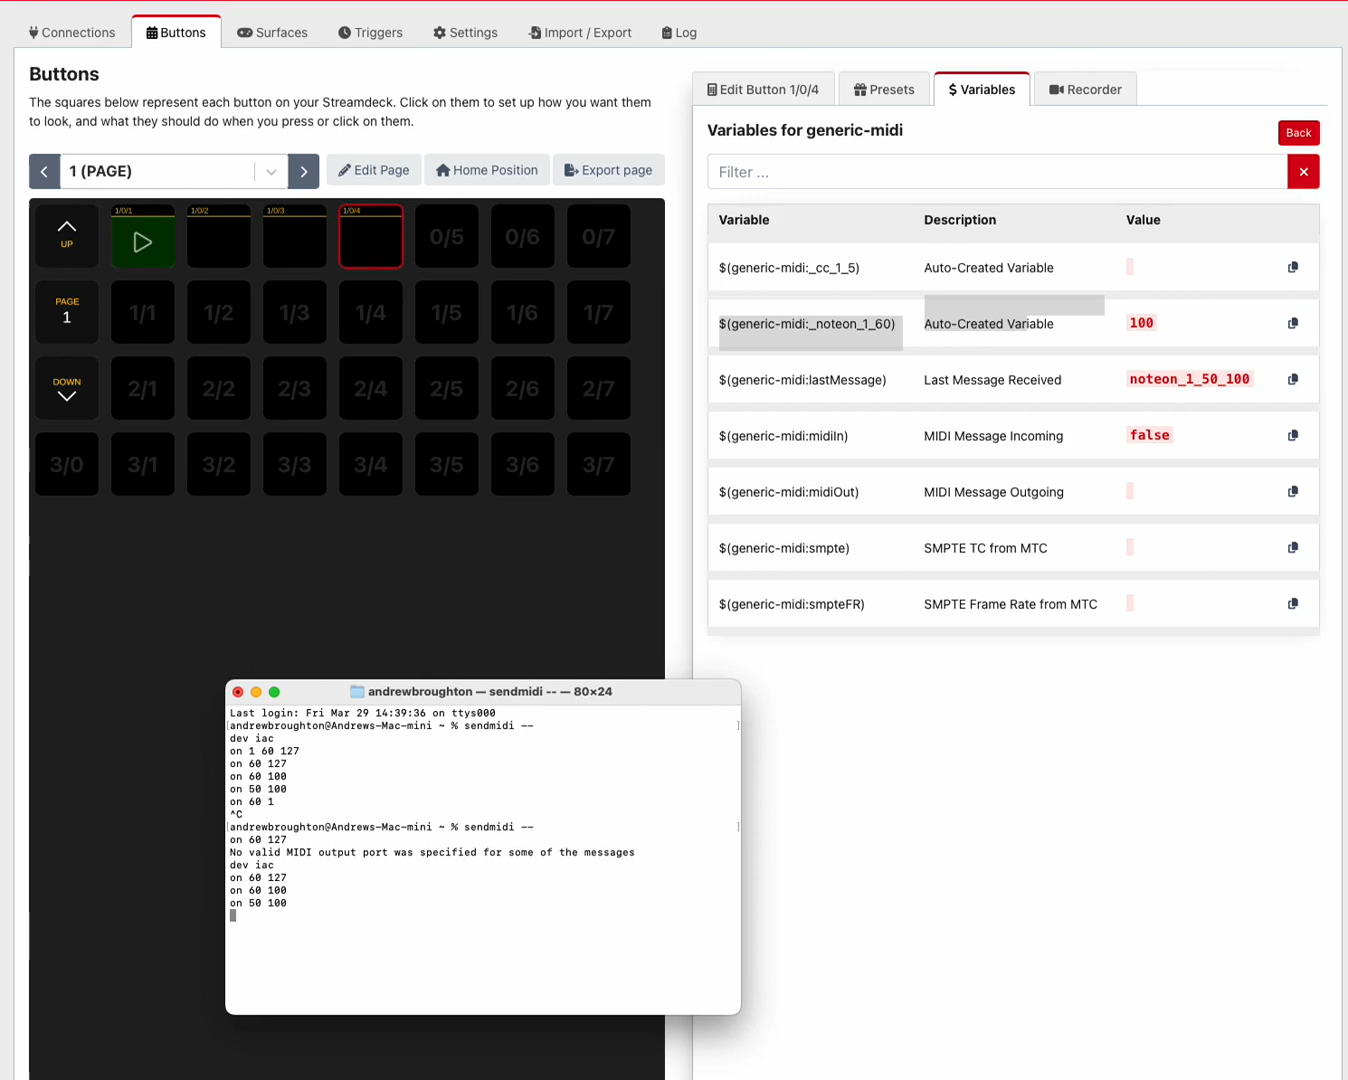 Connections Buttons Surfaces Triggers Settings Import / Export Log
Buttons
The squares below represent each button on your Streamdeck. Click on them to set up how you want them
to look, and what they should do when you press or click on them.
1 (PAGE) Edit Page Home Position Export page
UP 1/0/1 1/0/2 1/0/3 1/0/4 0/5 0/6 0/7
PAGE
1 1/1 1/2 1/3 1/4 1/5 1/6 1/7
DOWN 2/1 2/2 2/3 2/4 2/5 2/6 2/7
3/0 3/1 3/2 3/3 3/4 3/5 3/6 3/7
Edit Button 1/0/4 Presets $ Variables Recorder
Variables for generic-midi Back
Filter ...
Variable Description Value
$(generic-midi:_cc_1_5) Auto-Created Variable
$(generic-midi:_noteon_1_60) Auto-Created Variable 100
$(generic-midi:lastMessage) Last Message Received noteon_1_50_100
$(generic-midi:midiIn) MIDI Message Incoming false
$(generic-midi:midiOut) MIDI Message Outgoing
$(generic-midi:smpte) SMPTE TC from MTC
$(generic-midi:smpteFR) SMPTE Frame Rate from MTC
andrewbroughton — sendmidi -- — 80×24
Last login: Fri Mar 29 14:39:36 on ttys000
[andrewbroughton@Andrews-Mac-mini ~ % sendmidi -- ]
dev iac
on 1 60 127
on 60 127
on 60 100
on 50 100
on 60 1
^C
[andrewbroughton@Andrews-Mac-mini ~ % sendmidi -- ]
on 60 127
No valid MIDI output port was specified for some of the messages
dev iac
on 60 127
on 60 100
on 50 100